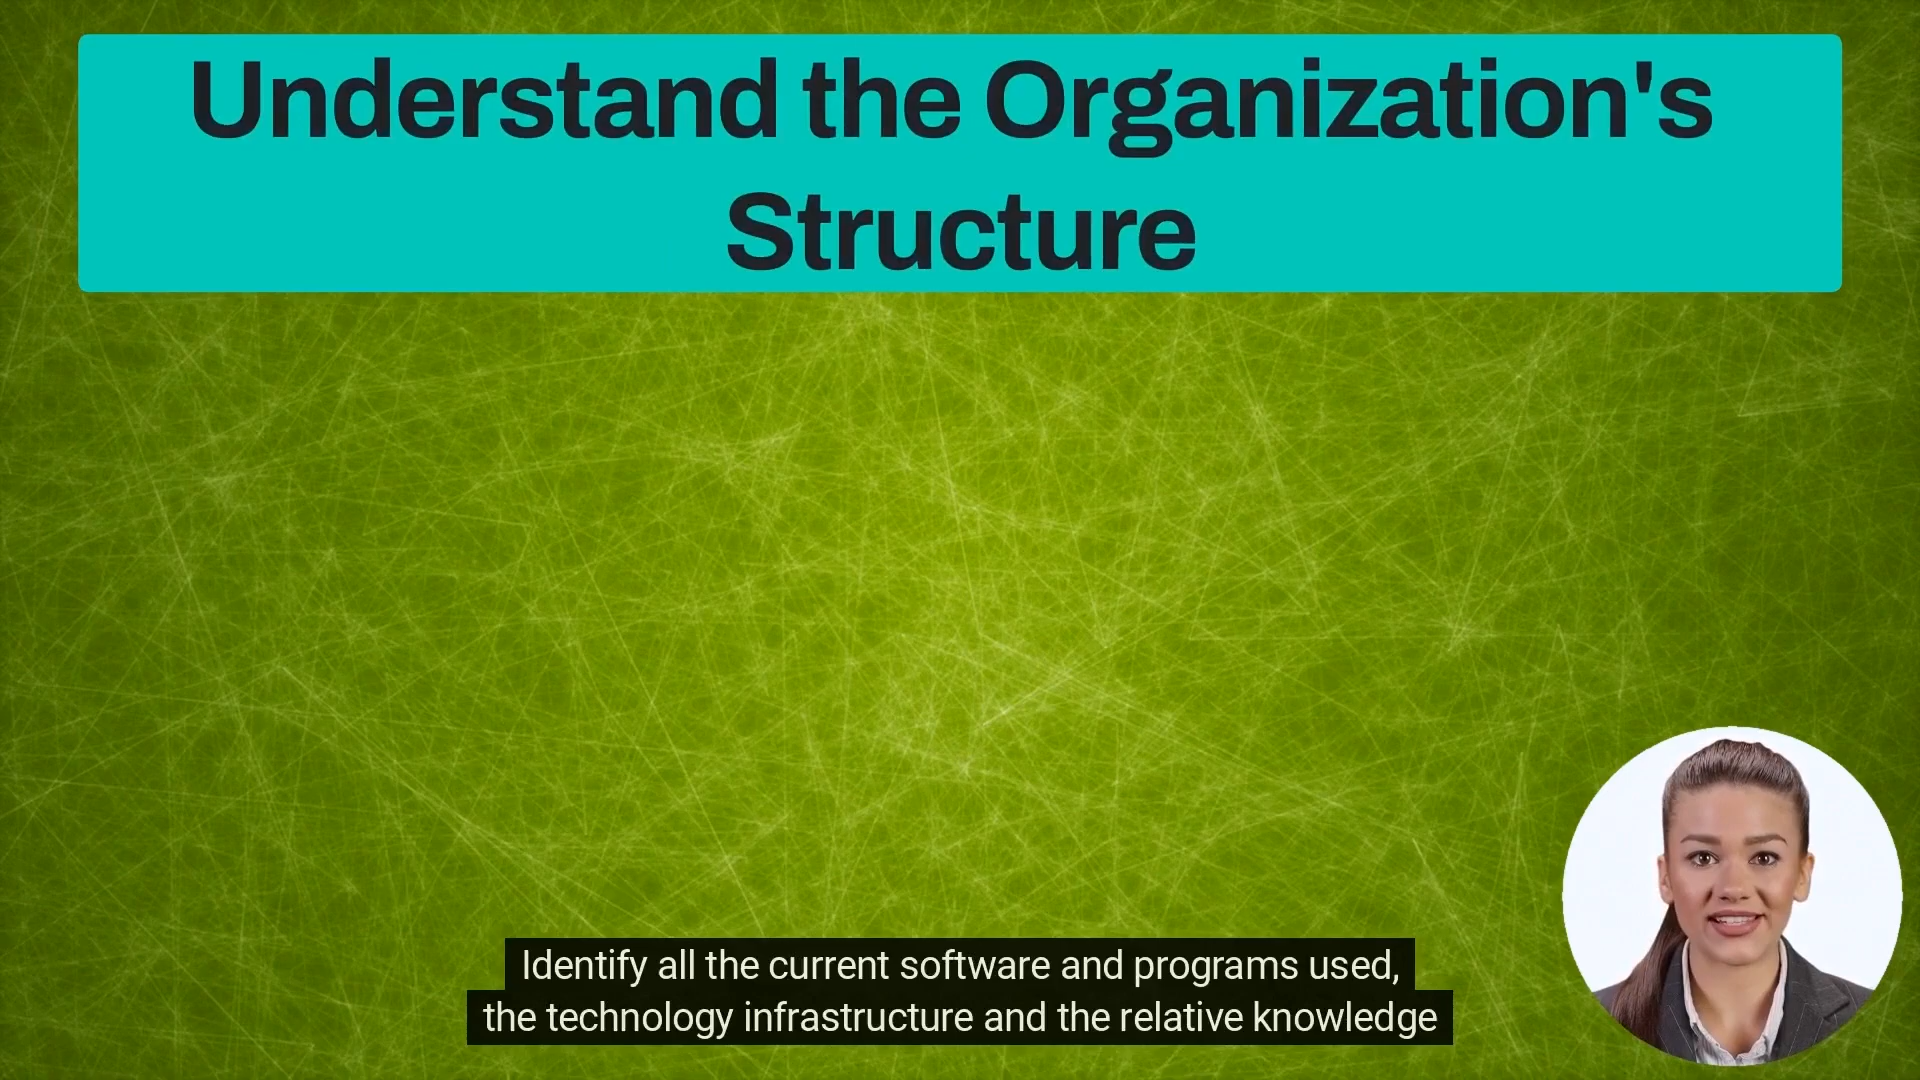 Understand the Organization's
Structure
Identify all the current software and programs used,
the technology infrastructure and the relative knowledge